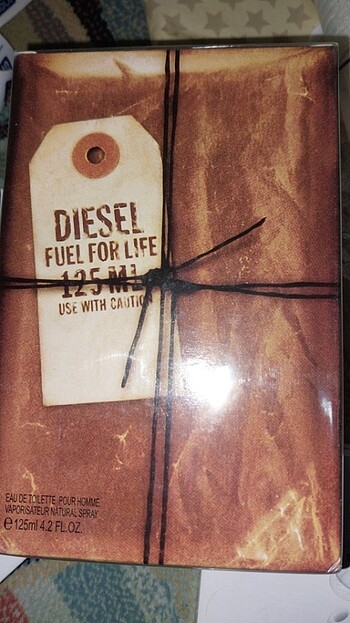 DIESEL
FUEL FOR LIFE
125 ML
USE WITH CAUTION
EAU DE TOILETTE POUR HOMME
VAPORISATEUR NATURAL SPRAY
℮125ml 4.2 FL.OZ.